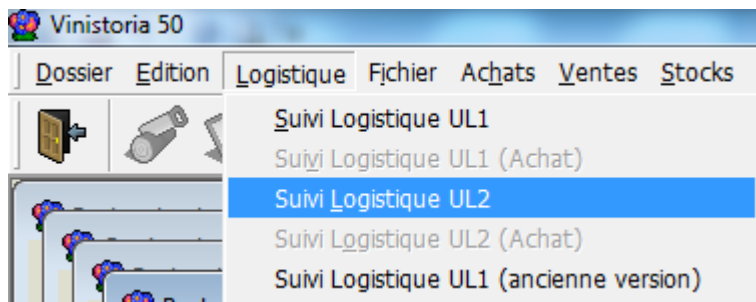 Vinistoria 50
Dossier Edition Logistique Fichier Achats Ventes Stocks
Suivi Logistique UL1
Suivi Logistique UL1 (Achat)
Suivi Logistique UL2
Suivi Logistique UL2 (Achat)
Suivi Logistique UL1 (ancienne version)